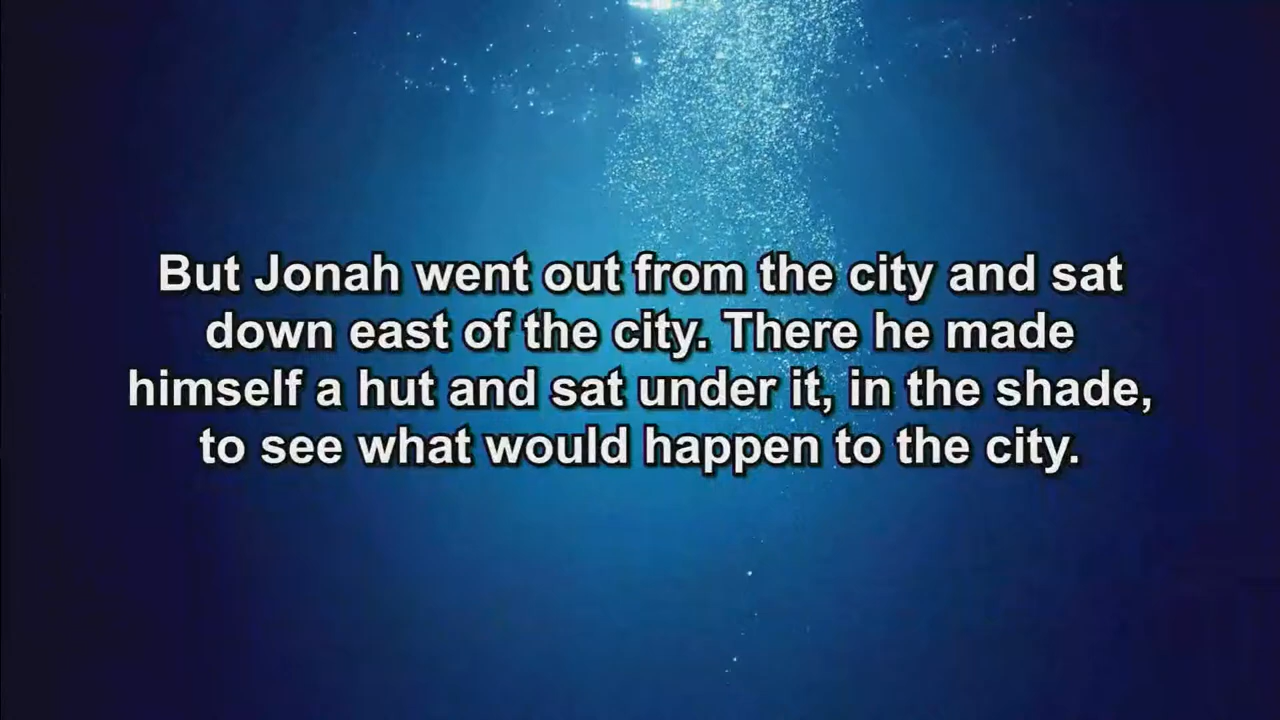 But Jonah went out from the city and sat
down east of the city. There he made
himself a hut and sat under it, in the shade,
to see what would happen to the city.